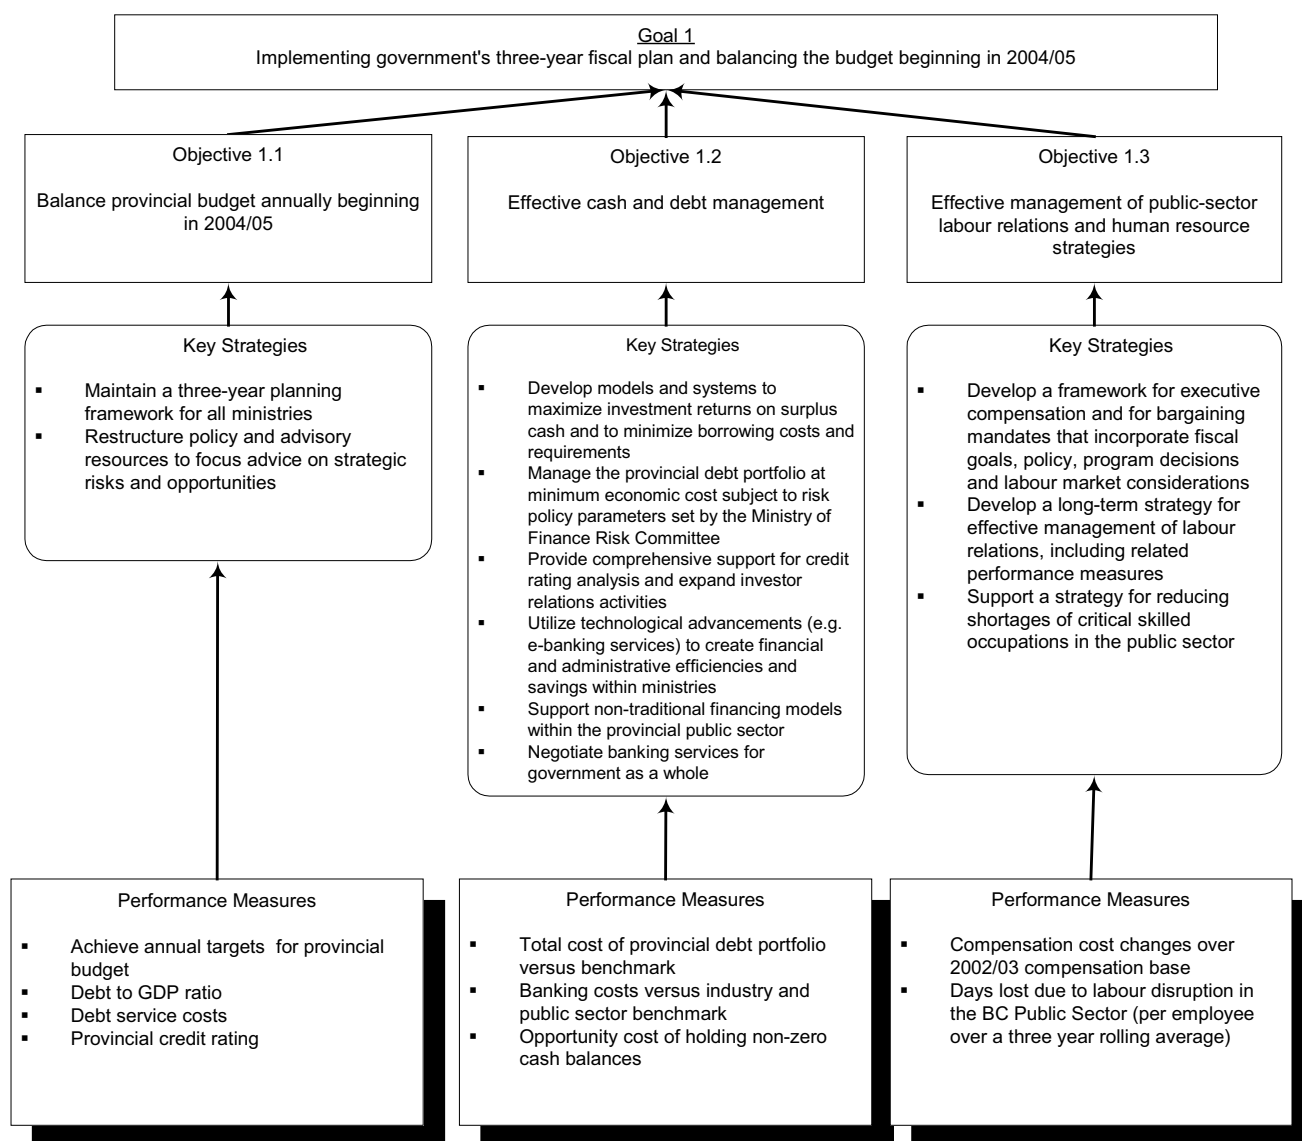 Goal 1
Implementing government's three-year fiscal plan and balancing the budget beginning in 2004/05
Objective 1.1
Balance provincial budget annually beginning
in 2004/05
Objective 1.2
Effective cash and debt management
Objective 1.3
Effective management of public-sector
labour relations and human resource
strategies
Key Strategies
▪ Maintain a three-year planning
framework for all ministries
▪ Restructure policy and advisory
resources to focus advice on strategic
risks and opportunities
Key Strategies
▪ Develop models and systems to
maximize investment returns on surplus
cash and to minimize borrowing costs and
requirements
▪ Manage the provincial debt portfolio at
minimum economic cost subject to risk
policy parameters set by the Ministry of
Finance Risk Committee
▪ Provide comprehensive support for credit
rating analysis and expand investor
relations activities
▪ Utilize technological advancements (e.g.
e-banking services) to create financial
and administrative efficiencies and
savings within ministries
▪ Support non-traditional financing models
within the provincial public sector
▪ Negotiate banking services for
government as a whole
Key Strategies
▪ Develop a framework for executive
compensation and for bargaining
mandates that incorporate fiscal
goals, policy, program decisions
and labour market considerations
▪ Develop a long-term strategy for
effective management of labour
relations, including related
performance measures
▪ Support a strategy for reducing
shortages of critical skilled
occupations in the public sector
Performance Measures
▪ Achieve annual targets for provincial
budget
▪ Debt to GDP ratio
▪ Debt service costs
▪ Provincial credit rating
Performance Measures
▪ Total cost of provincial debt portfolio
versus benchmark
▪ Banking costs versus industry and
public sector benchmark
▪ Opportunity cost of holding non-zero
cash balances
Performance Measures
▪ Compensation cost changes over
2002/03 compensation base
▪ Days lost due to labour disruption in
the BC Public Sector (per employee
over a three year rolling average)